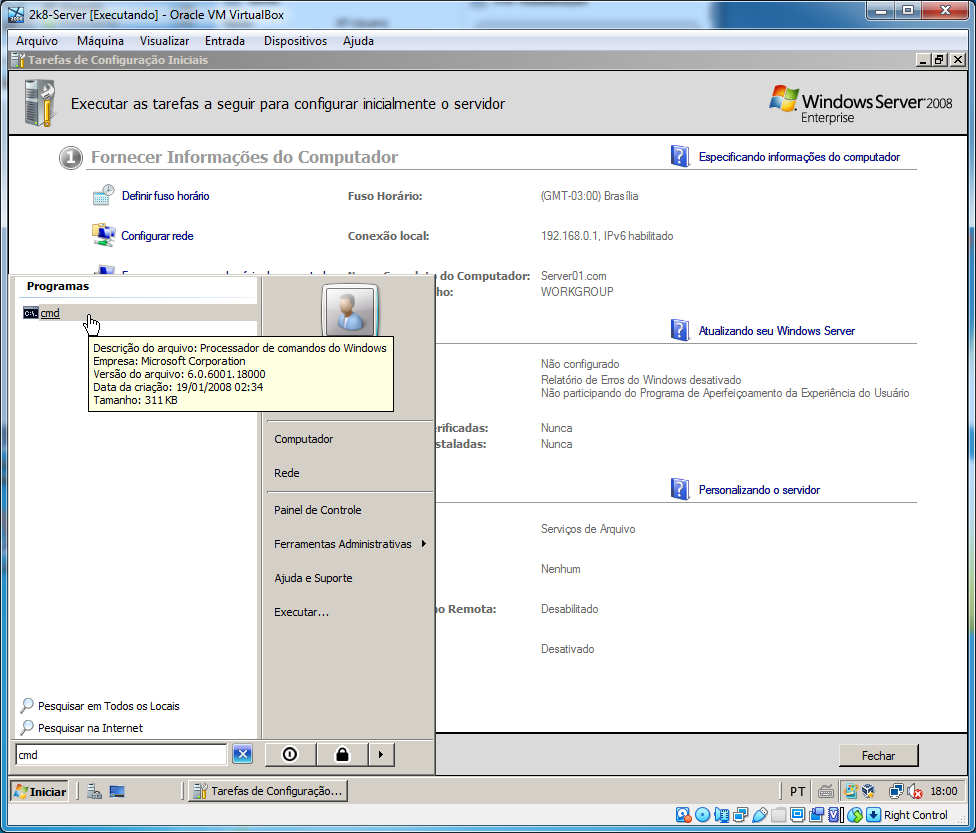 2k8-Server [Executando] - Oracle VM VirtualBox
Arquivo Máquina Visualizar Entrada Dispositivos Ajuda
Tarefas de Configuração Iniciais
Executar as tarefas a seguir para configurar inicialmente o servidor
Windows Server 2008
Enterprise
1 Fornecer Informações do Computador
Especificando informações do computador
Definir fuso horário Fuso Horário: (GMT-03:00) Brasília
Configurar rede Conexão local: 192.168.0.1, IPv6 habilitado
do Computador: Server01.com
ho: WORKGROUP
Programas
cmd
Descrição do arquivo: Processador de comandos do Windows
Empresa: Microsoft Corporation
Versão do arquivo: 6.0.6001.18000
Data da criação: 19/01/2008 02:34
Tamanho: 311 KB
Atualizando seu Windows Server
Não configurado
Relatório de Erros do Windows desativado
Não participando do Programa de Aperfeiçoamento da Experiência do Usuário
erificadas: Nunca
staladas: Nunca
Personalizando o servidor
Serviços de Arquivo
Nenhum
o Remota: Desabilitado
Desativado
Computador
Rede
Painel de Controle
Ferramentas Administrativas
Ajuda e Suporte
Executar...
Pesquisar em Todos os Locais
Pesquisar na Internet
cmd
Fechar
Iniciar
Tarefas de Configuração...
PT
18:00
Right Control